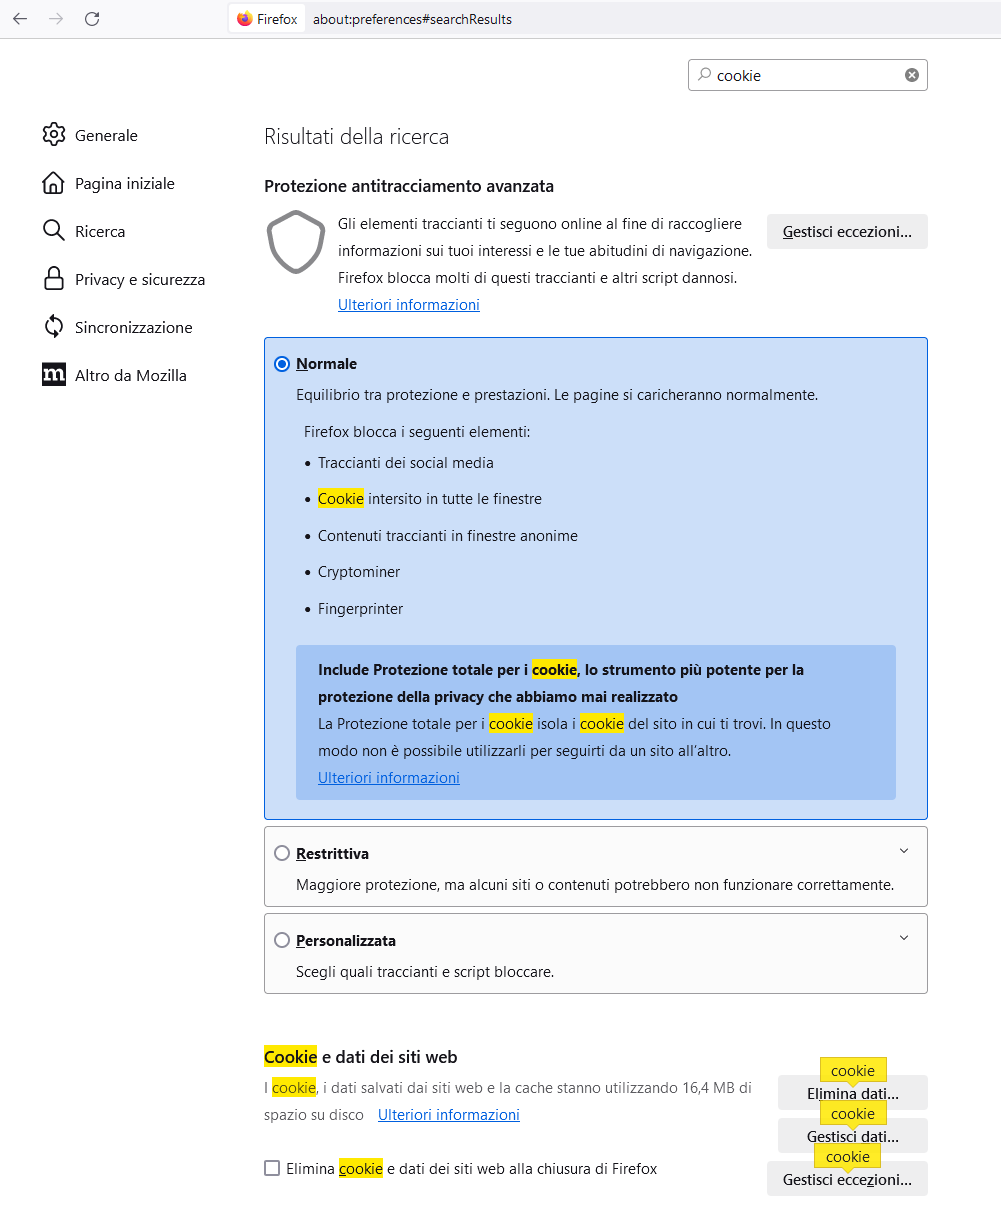 Firefox about:preferences#searchResults
cookie
Generale
Pagina iniziale
Ricerca
Privacy e sicurezza
Sincronizzazione
m Altro da Mozilla
Risultati della ricerca
Protezione antitracciamento avanzata
Gli elementi traccianti ti seguono online al fine di raccogliere
informazioni sui tuoi interessi e le tue abitudini di navigazione.
Firefox blocca molti di questi traccianti e altri script dannosi.
Ulteriori informazioni
Gestisci eccezioni...
Normale
Equilibrio tra protezione e prestazioni. Le pagine si caricheranno normalmente.
Firefox blocca i seguenti elementi:
• Traccianti dei social media
• Cookie intersito in tutte le finestre
• Contenuti traccianti in finestre anonime
• Cryptominer
• Fingerprinter
Include Protezione totale per i cookie, lo strumento più potente per la
protezione della privacy che abbiamo mai realizzato
La Protezione totale per i cookie isola i cookie del sito in cui ti trovi. In questo
modo non è possibile utilizzarli per seguirti da un sito all’altro.
Ulteriori informazioni
Restrittiva
Maggiore protezione, ma alcuni siti o contenuti potrebbero non funzionare correttamente.
Personalizzata
Scegli quali traccianti e script bloccare.
Cookie e dati dei siti web
I cookie, i dati salvati dai siti web e la cache stanno utilizzando 16,4 MB di
spazio su disco Ulteriori informazioni
Elimina cookie e dati dei siti web alla chiusura di Firefox
cookie
Elimina dati...
cookie
Gestisci dati...
cookie
Gestisci eccezioni...